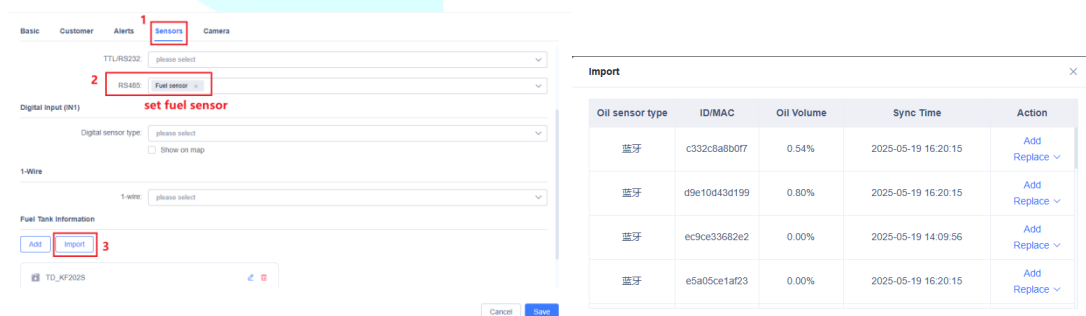 1
Basic Customer Alerts Sensors Camera
TTL/RS232: please select
2 RS485: Fuel sensor ×
set fuel sensor
Digital Input (IN1)
Digital sensor type: please select
Show on map
1-Wire
1-wire: please select
Fuel Tank Information
Add Import 3
TD_KF202S
Cancel Save
Import
Oil sensor type ID/MAC Oil Volume Sync Time Action
蓝牙 c332c8a8b0f7 0.54% 2025-05-19 16:20:15 Add
Replace
蓝牙 d9e10d43d199 0.80% 2025-05-19 16:20:15 Add
Replace
蓝牙 ec9ce33682e2 0.00% 2025-05-19 14:09:56 Add
Replace
蓝牙 e5a05ce1af23 0.00% 2025-05-19 16:20:15 Add
Replace